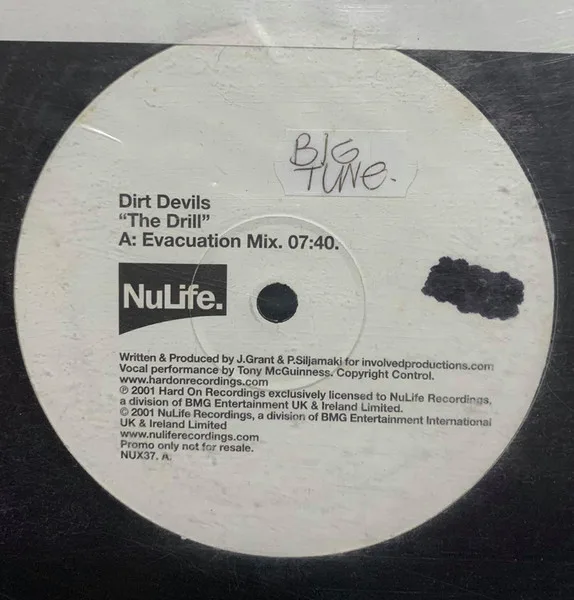 BIG
TUNE.
Dirt Devils
"The Drill"
A: Evacuation Mix. 07:40.
NuLife.
Written & Produced by J.Grant & P.Siljamaki for involvedproductions.com
Vocal performance by Tony McGuinness. Copyright Control.
www.hardonrecordings.com
℗ 2001 Hard On Recordings exclusively licensed to NuLife Recordings,
a division of BMG Entertainment UK & Ireland Limited.
© 2001 NuLife Recordings, a division of BMG Entertainment International
UK & Ireland Limited
www.nuliferecordings.com
Promo only not for resale.
NUX37. A.